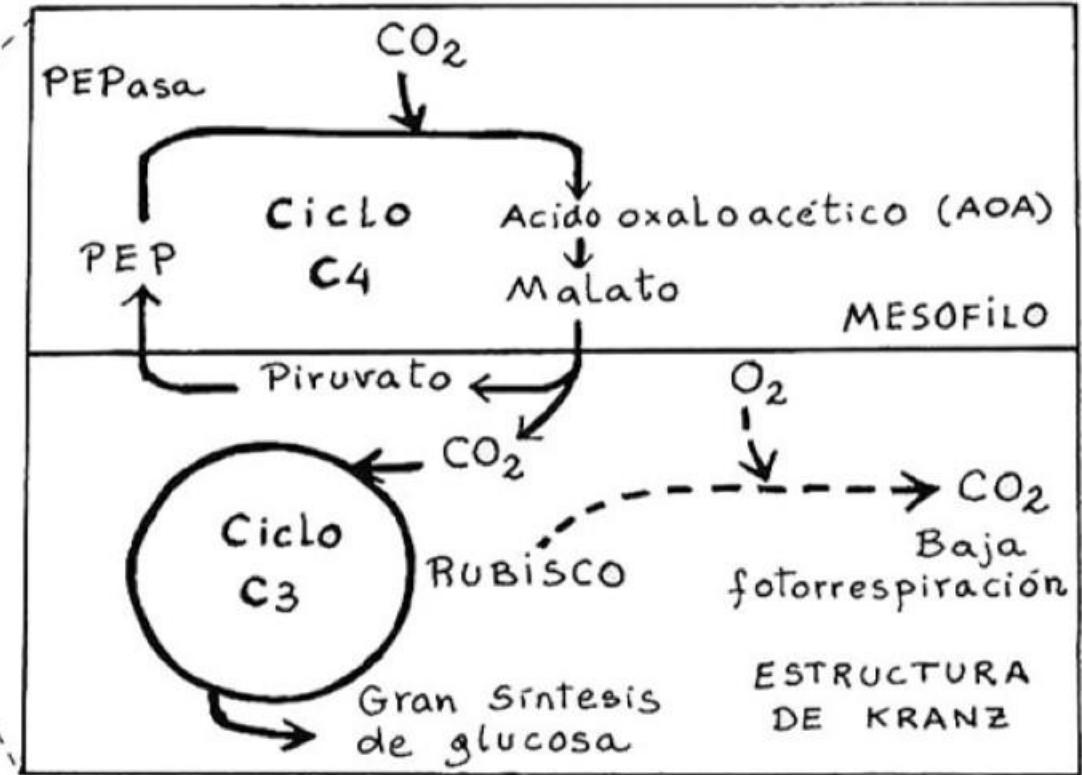 CO2
PEPasa
Ciclo
C4
PEP
Acido oxaloacético (AOA)
Malato
MESOFILO
Piruvato
O2
CO2
CO2
Ciclo
C3
RUBISCO
Baja
fotorrespiración
Gran síntesis
de glucosa
ESTRUCTURA
DE KRANZ